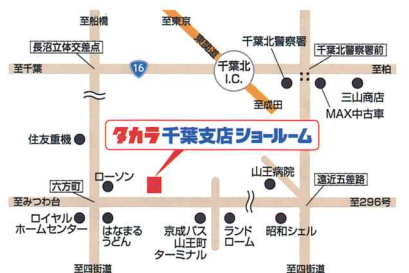 至船橋
至東京
長沼立体交差点
東関道
千葉北
I.C.
千葉北警察署
千葉北警察署前
至千葉
16
至柏
至成田
三山商店
MAX中古車
住友重機
タカラ 千葉支店ショールーム
六方町
ローソン
山王病院
遠近五差路
至みつわ台
至296号
ロイヤル
ホームセンター
はなまる
うどん
京成バス
山王町
ターミナル
ランド
ローム
昭和シェル
至四街道
至四街道